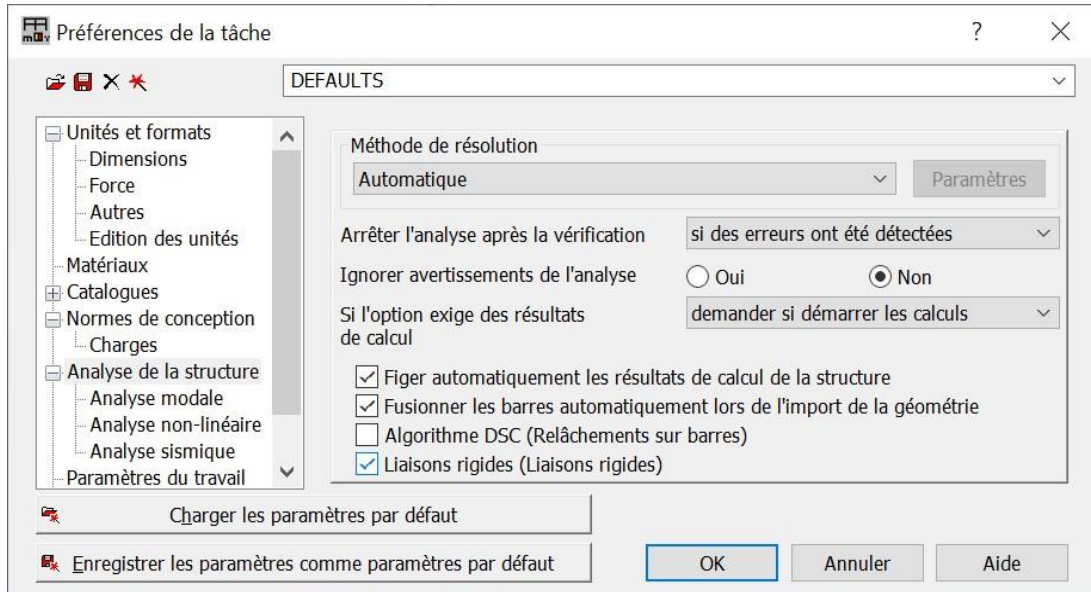 Préférences de la tâche
DEFAULTS
Unités et formats
Dimensions
Force
Autres
Edition des unités
Matériaux
Catalogues
Normes de conception
Charges
Analyse de la structure
Analyse modale
Analyse non-linéaire
Analyse sismique
Paramètres du travail
Méthode de résolution
Automatique
Paramètres
Arrêter l'analyse après la vérification
si des erreurs ont été détectées
Ignorer avertissements de l'analyse
Oui
Non
Si l'option exige des résultats
de calcul
demander si démarrer les calculs
Figer automatiquement les résultats de calcul de la structure
Fusionner les barres automatiquement lors de l'import de la géométrie
Algorithme DSC (Relâchements sur barres)
Liaisons rigides (Liaisons rigides)
Charger les paramètres par défaut
Enregistrer les paramètres comme paramètres par défaut
OK
Annuler
Aide